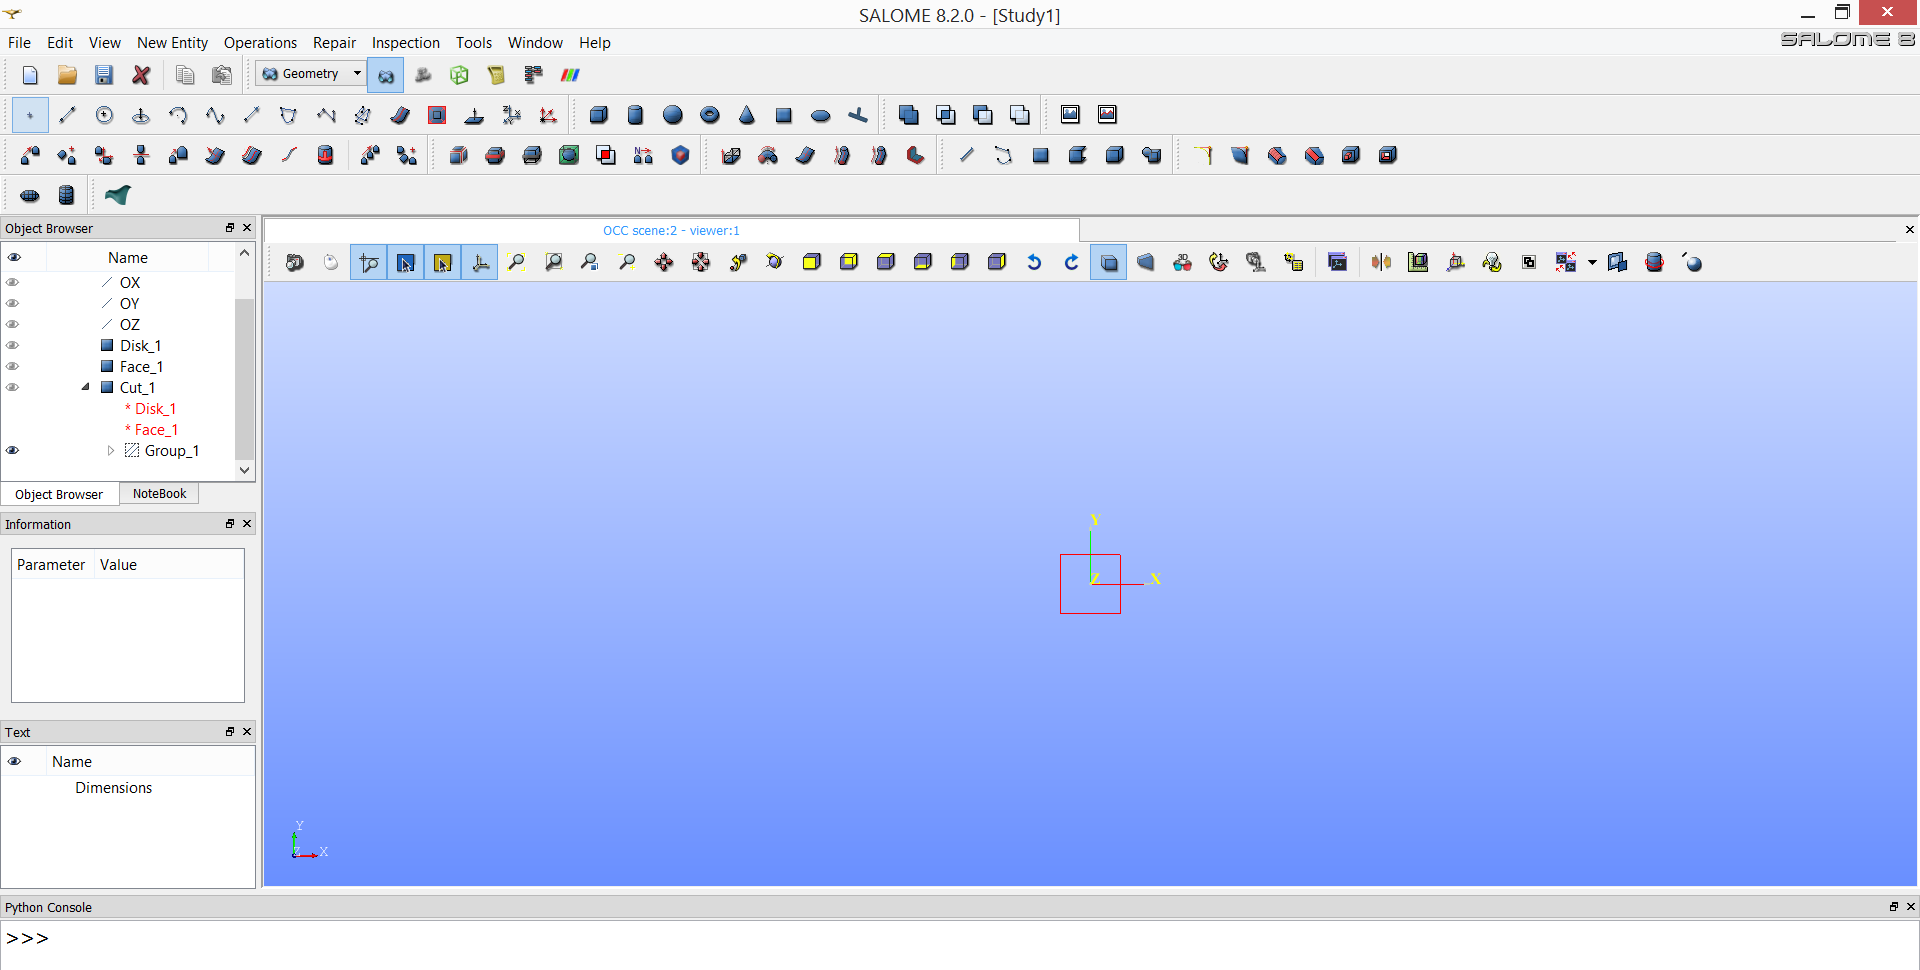 SALOME 8.2.0 - [Study1]
File Edit View New Entity Operations Repair Inspection Tools Window Help
SALOME 8
Geometry
Object Browser
OCC scene:2 - viewer:1
Name
OX
OY
OZ
Disk_1
Face_1
Cut_1
* Disk_1
* Face_1
Group_1
Object Browser NoteBook
Information
Parameter Value
Text
Name
Dimensions
Y
Z X
Y
Z X
Python Console
>>>